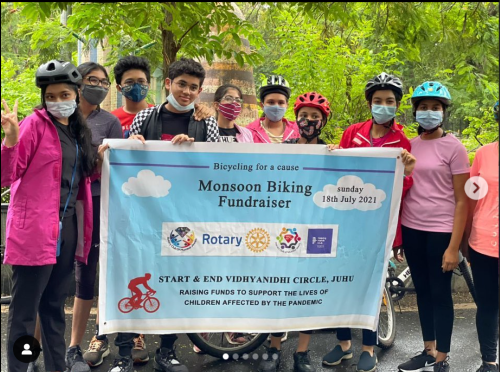 Bicycling for a cause
Monsoon Biking
Fundraiser
sunday
18th July 2021
Rotary
START & END VIDHYANIDHI CIRCLE, JUHU
RAISING FUNDS TO SUPPORT THE LIVES OF
CHILDREN AFFECTED BY THE PANDEMIC